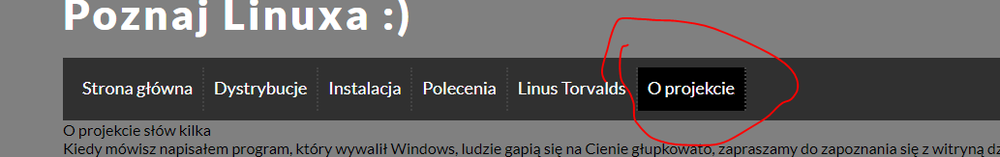 Poznaj Linuxa :)
Strona główna Dystrybucje Instalacja Polecenia Linus Torvalds O projekcie
O projekcie słów kilka
Kiedy mówisz napisałem program, który wywalił Windows, ludzie gapią się na Cienie głupkowato, zapraszamy do zapoznania się z witryną